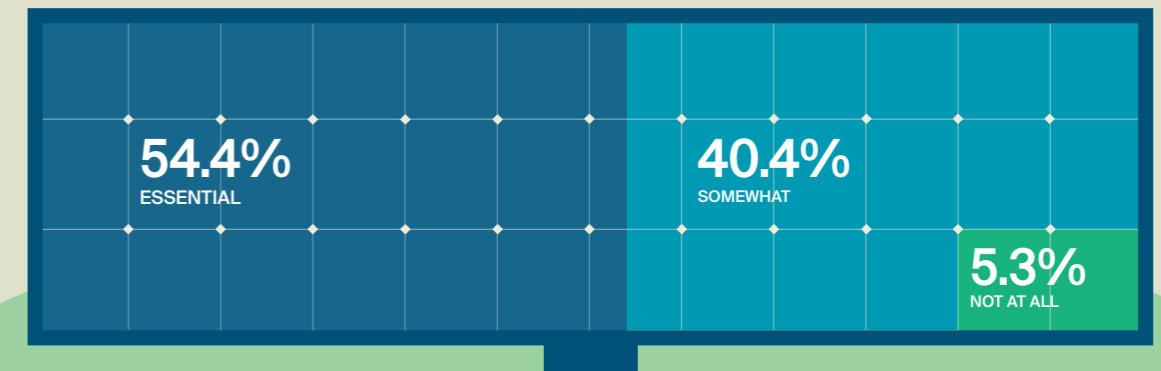 54.4%
ESSENTIAL
40.4%
SOMEWHAT
5.3%
NOT AT ALL